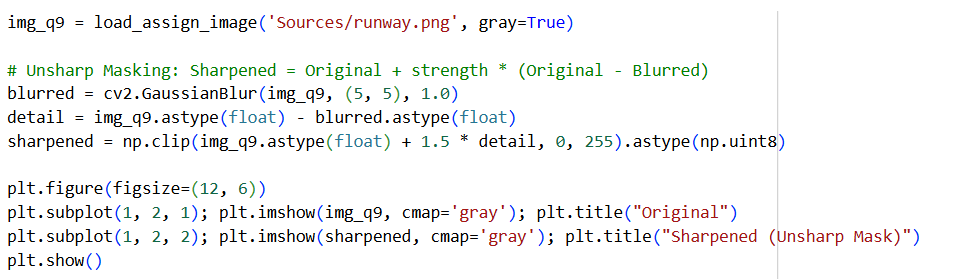 img_q9 = load_assign_image('Sources/runway.png', gray=True)
# Unsharp Masking: Sharpened = Original + strength * (Original - Blurred)
blurred = cv2.GaussianBlur(img_q9, (5, 5), 1.0)
detail = img_q9.astype(float) - blurred.astype(float)
sharpened = np.clip(img_q9.astype(float) + 1.5 * detail, 0, 255).astype(np.uint8)
plt.figure(figsize=(12, 6))
plt.subplot(1, 2, 1); plt.imshow(img_q9, cmap='gray'); plt.title("Original")
plt.subplot(1, 2, 2); plt.imshow(sharpened, cmap='gray'); plt.title("Sharpened (Unsharp Mask)")
plt.show()